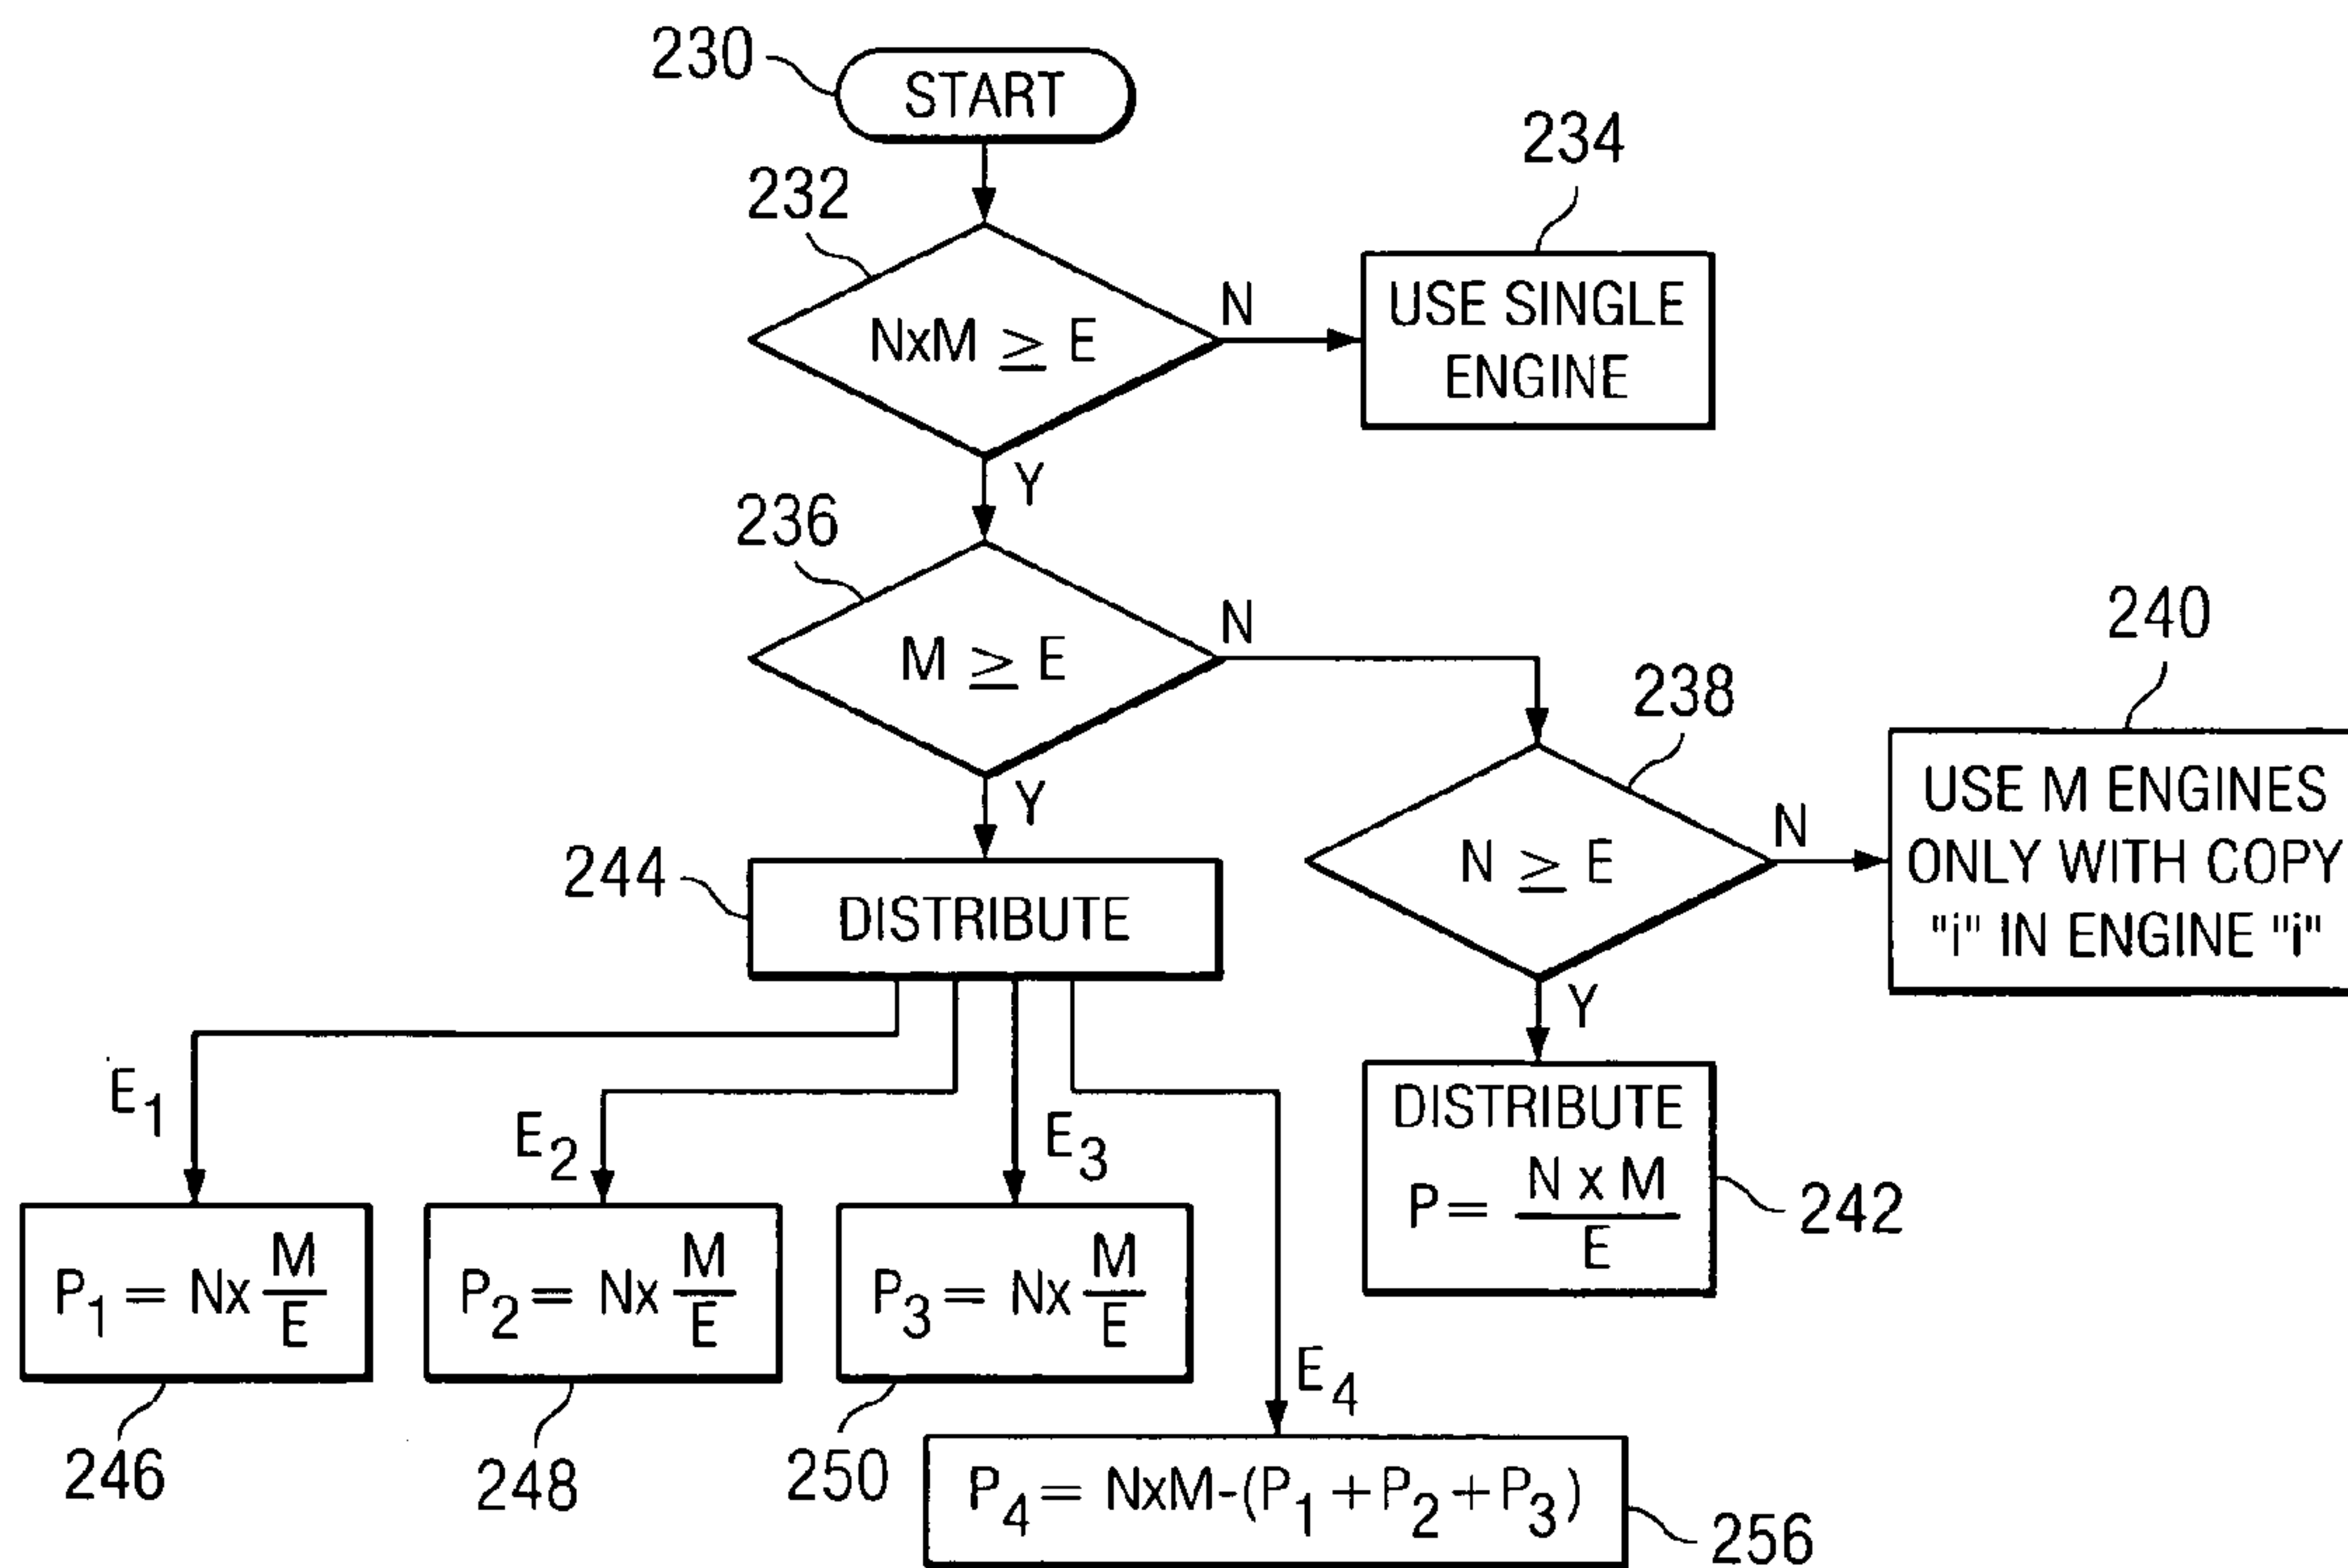 230
START
232
234
N×M ≥ E
N
USE SINGLE
ENGINE
Y
236
M ≥ E
N
240
238
Y
N ≥ E
N
USE M ENGINES
ONLY WITH COPY
"i" IN ENGINE "i"
244
DISTRIBUTE
Y
E1
E2
E3
DISTRIBUTE
P = N x M / E
242
P1 = Nx M/E
P2 = Nx M/E
P3 = Nx M/E
E4
246
248
250
P4 = NxM-(P1 + P2 + P3)
256